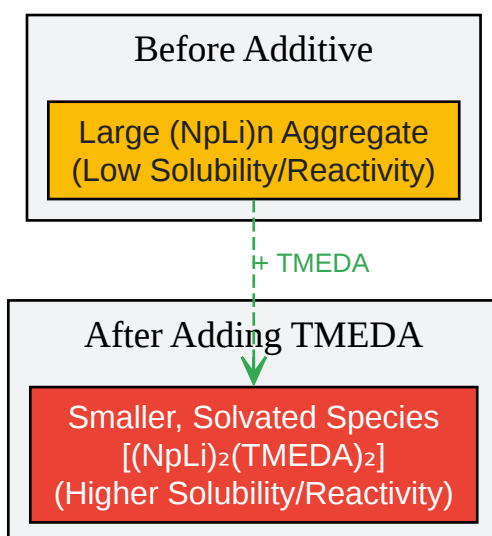 Before Additive
Large (NpLi)n Aggregate
(Low Solubility/Reactivity)
+ TMEDA
After Adding TMEDA
Smaller, Solvated Species
[(NpLi)₂(TMEDA)₂]
(Higher Solubility/Reactivity)